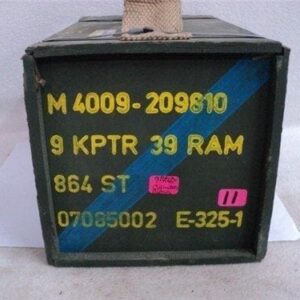 M 4009-209810
9 KPTR 39 RAM
864 ST
11
07085002 E-325-1